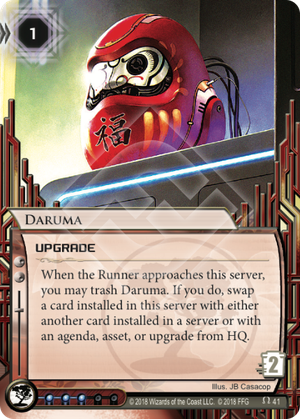 1
福
DARUMA
UPGRADE
When the Runner approaches this server,
you may trash Daruma. If you do, swap
a card installed in this server with either
another card installed in a server or with
an agenda, asset, or upgrade from HQ.
2
Illus. JB Casacop
© 2018 Wizards of the Coast LLC. © 2018 FFG
41